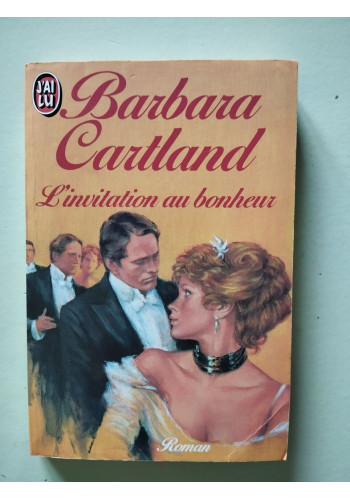 J'AI
LU
Barbara
Cartland
L'invitation au bonheur
Roman